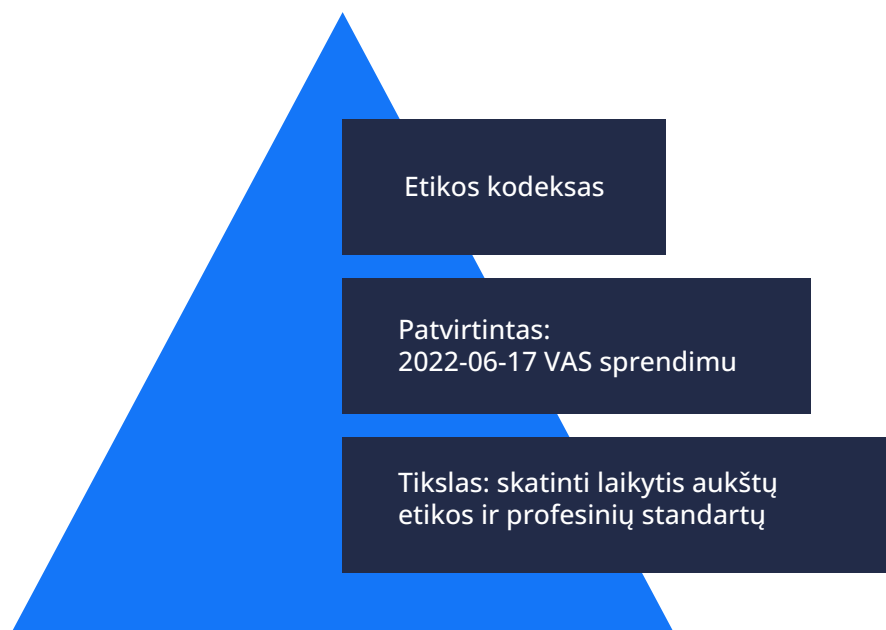 Etikos kodeksas
Patvirtintas:
2022-06-17 VAS sprendimu
Tikslas: skatinti laikytis aukštų
etikos ir profesinių standartų